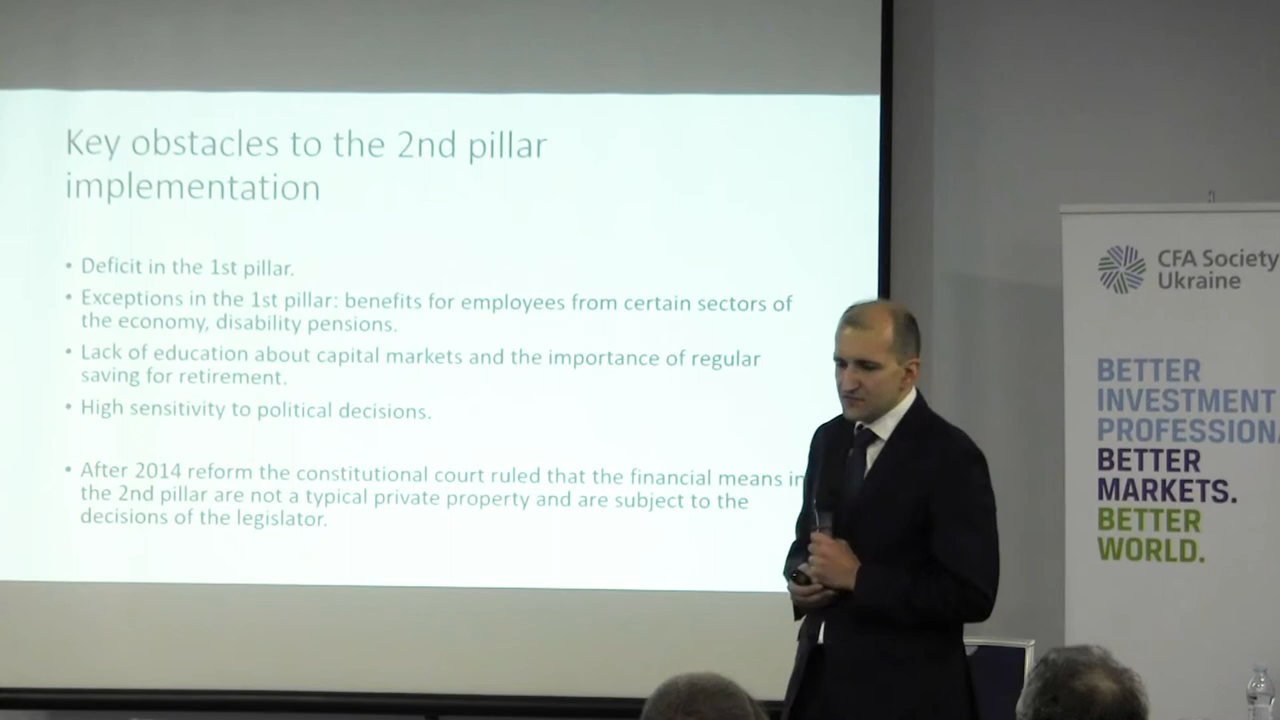 Key obstacles to the 2nd pillar
implementation
• Deficit in the 1st pillar.
• Exceptions in the 1st pillar: benefits for employees from certain sectors of
the economy, disability pensions.
• Lack of education about capital markets and the importance of regular
saving for retirement.
• High sensitivity to political decisions.
• After 2014 reform the constitutional court ruled that the financial means in
the 2nd pillar are not a typical private property and are subject to the
decisions of the legislator.
CFA Society
Ukraine
BETTER
INVESTMENT
PROFESSIONA
BETTER
MARKETS.
BETTER
WORLD.